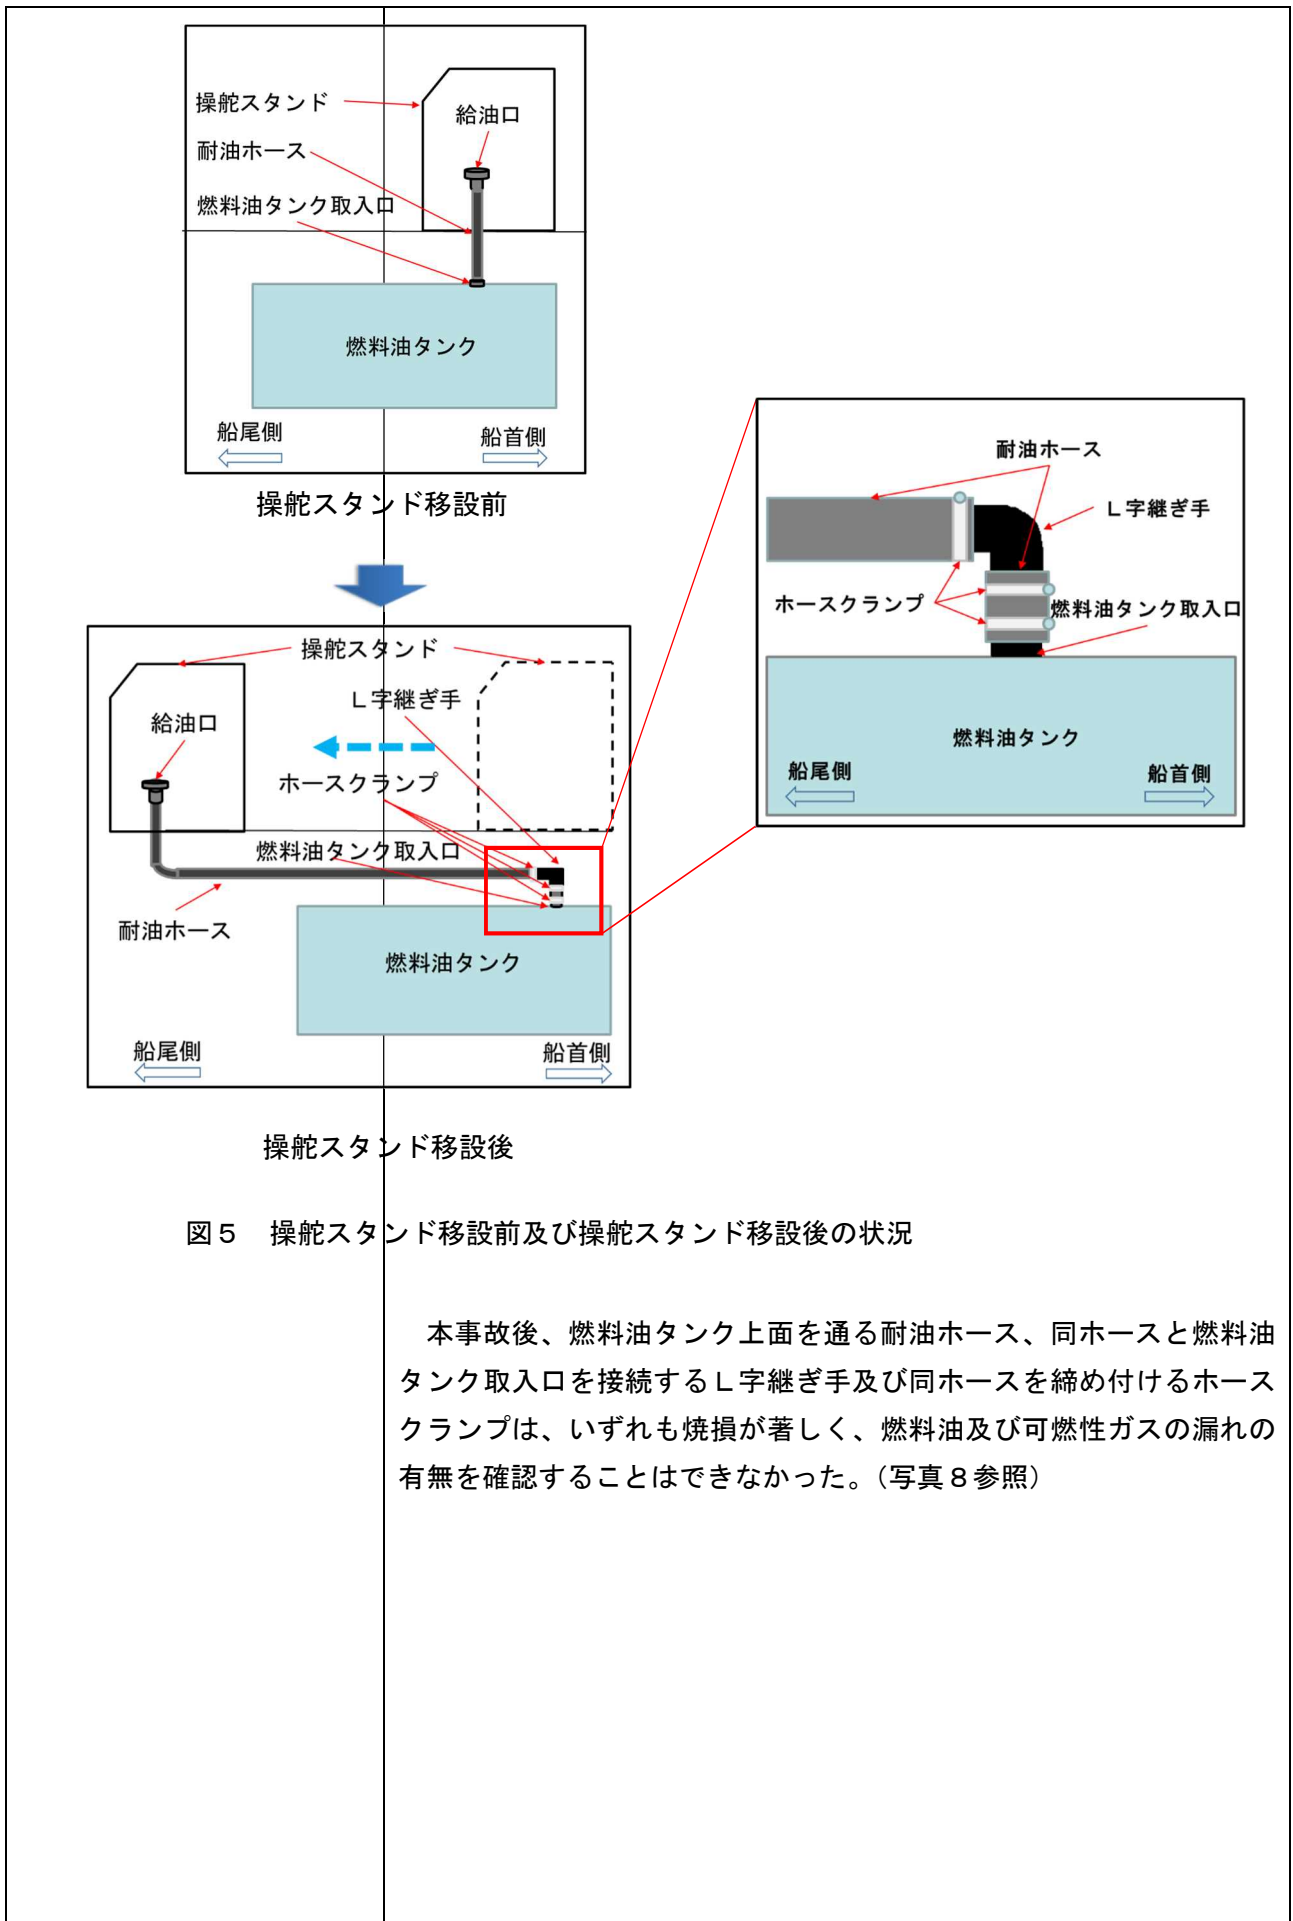 操舵スタンド
給油口
耐油ホース
燃料油タンク取入口
燃料油タンク
船尾側
船首側
操舵スタンド移設前
操舵スタンド
L字継ぎ手
給油口
ホースクランプ
燃料油タンク取入口
耐油ホース
燃料油タンク
船尾側
船首側
操舵スタンド移設後
耐油ホース
L字継ぎ手
ホースクランプ
燃料油タンク取入口
燃料油タンク
船尾側
船首側
図５　操舵スタンド移設前及び操舵スタンド移設後の状況
本事故後、燃料油タンク上面を通る耐油ホース、同ホースと燃料油
タンク取入口を接続するL字継ぎ手及び同ホースを締め付けるホース
クランプは、いずれも焼損が著しく、燃料油及び可燃性ガスの漏れの
有無を確認することはできなかった。（写真８参照）